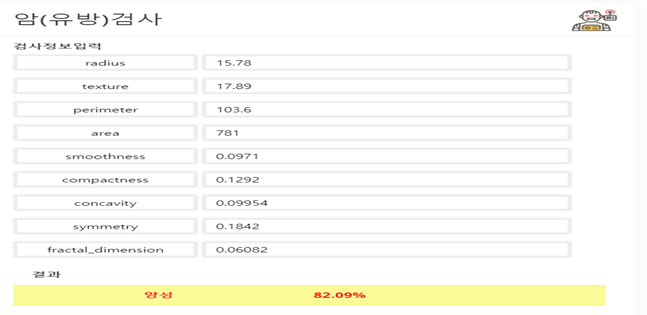 암(유방)검사
검사정보입력
radius 15.78
texture 17.89
perimeter 103.6
area 781
smoothness 0.0971
compactness 0.1292
concavity 0.09954
symmetry 0.1842
fractal_dimension 0.06082
결과
양성 82.09%